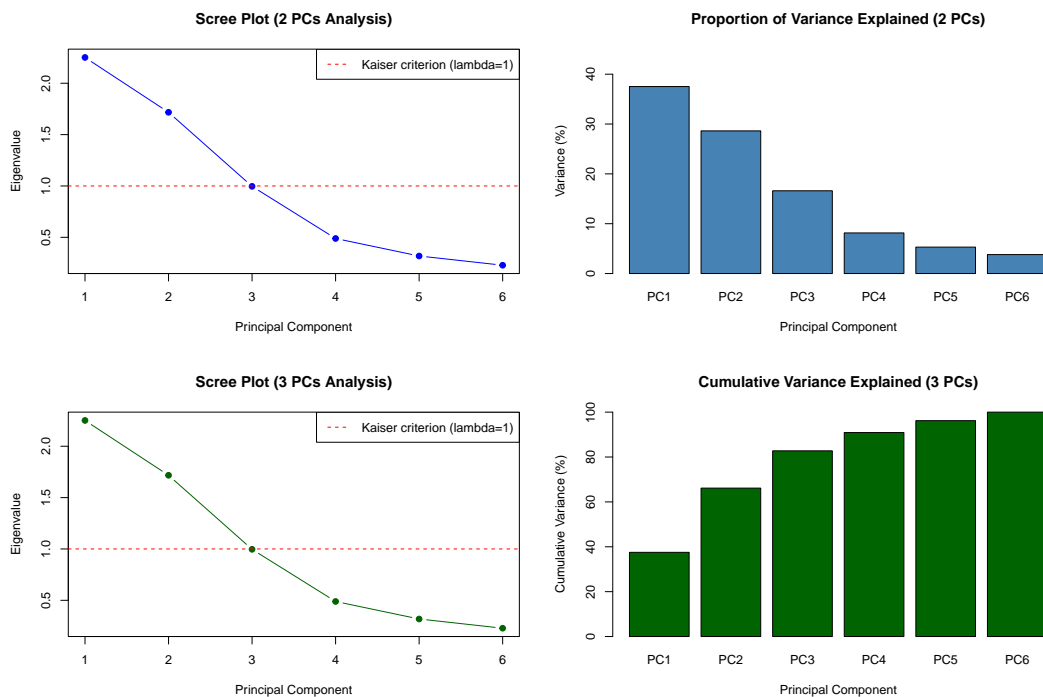 Scree Plot (2 PCs Analysis)
Kaiser criterion (lambda=1)
Eigenvalue
2.0
1.5
1.0
0.5
1 2 3 4 5 6
Principal Component
Proportion of Variance Explained (2 PCs)
Variance (%)
40
30
20
10
0
PC1 PC2 PC3 PC4 PC5 PC6
Principal Component
Scree Plot (3 PCs Analysis)
Kaiser criterion (lambda=1)
Eigenvalue
2.0
1.5
1.0
0.5
1 2 3 4 5 6
Principal Component
Cumulative Variance Explained (3 PCs)
Cumulative Variance (%)
100
80
60
40
20
0
PC1 PC2 PC3 PC4 PC5 PC6
Principal Component